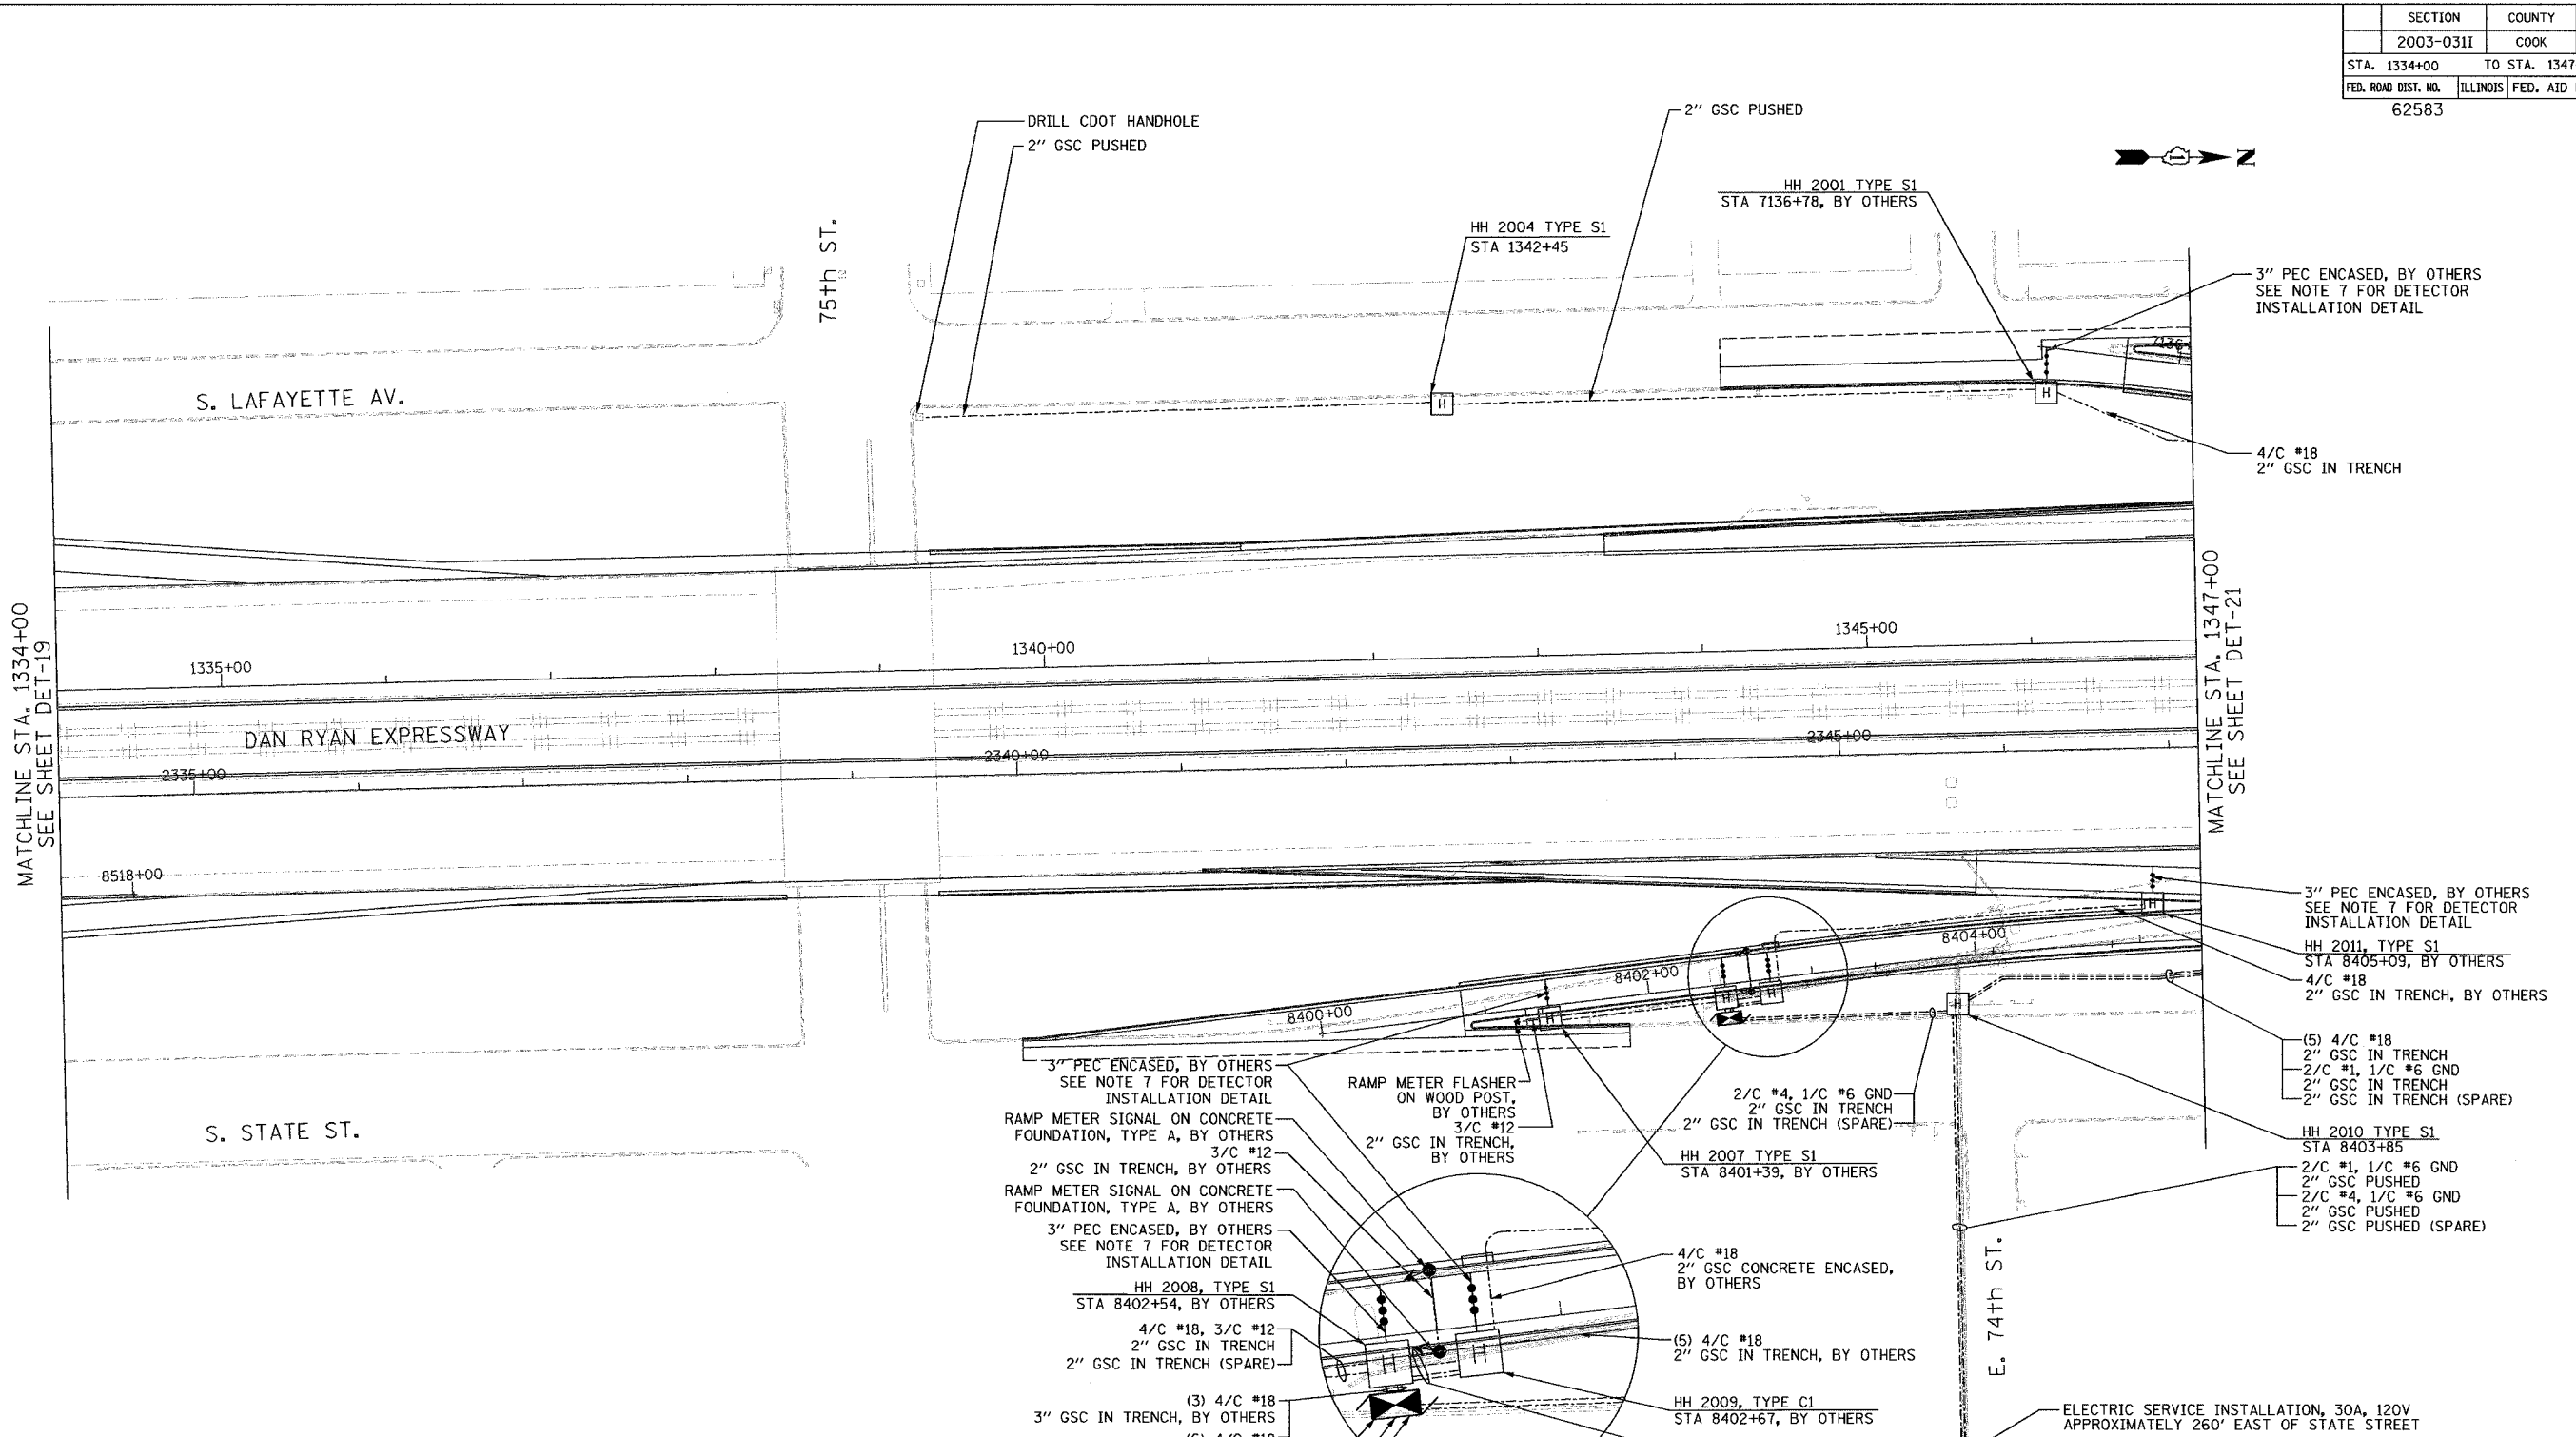 SECTION COUNTY
2003-031I COOK
STA. 1334+00 TO STA. 1347
FED. ROAD DIST. NO. ILLINOIS FED. AID
62583
DRILL CDOT HANDHOLE
2" GSC PUSHED
2" GSC PUSHED
N
HH 2001 TYPE S1
STA 7136+78, BY OTHERS
HH 2004 TYPE S1
STA 1342+45
75th ST.
3" PEC ENCASED, BY OTHERS
SEE NOTE 7 FOR DETECTOR
INSTALLATION DETAIL
7136
S. LAFAYETTE AV.
H
H
4/C #18
2" GSC IN TRENCH
MATCHLINE STA. 1334+00
SEE SHEET DET-19
MATCHLINE STA. 1347+00
SEE SHEET DET-21
1335+00
1340+00
1345+00
DAN RYAN EXPRESSWAY
2335+00
2340+00
2345+00
8518+00
3" PEC ENCASED, BY OTHERS
SEE NOTE 7 FOR DETECTOR
INSTALLATION DETAIL
H
HH 2011, TYPE S1
STA 8405+09, BY OTHERS
4/C #18
2" GSC IN TRENCH, BY OTHERS
8404+00
8402+00
8400+00
H
H
H
H
(5) 4/C #18
2" GSC IN TRENCH
2/C #1, 1/C #6 GND
2" GSC IN TRENCH
2" GSC IN TRENCH (SPARE)
3" PEC ENCASED, BY OTHERS
SEE NOTE 7 FOR DETECTOR
INSTALLATION DETAIL
RAMP METER FLASHER
ON WOOD POST,
BY OTHERS
3/C #12
2" GSC IN TRENCH,
BY OTHERS
2/C #4, 1/C #6 GND
2" GSC IN TRENCH
2" GSC IN TRENCH (SPARE)
HH 2007 TYPE S1
STA 8401+39, BY OTHERS
HH 2010 TYPE S1
STA 8403+85
2/C #1, 1/C #6 GND
2" GSC PUSHED
2/C #4, 1/C #6 GND
2" GSC PUSHED
2" GSC PUSHED (SPARE)
S. STATE ST.
RAMP METER SIGNAL ON CONCRETE
FOUNDATION, TYPE A, BY OTHERS
3/C #12
2" GSC IN TRENCH, BY OTHERS
RAMP METER SIGNAL ON CONCRETE
FOUNDATION, TYPE A, BY OTHERS
3" PEC ENCASED, BY OTHERS
SEE NOTE 7 FOR DETECTOR
INSTALLATION DETAIL
HH 2008, TYPE S1
STA 8402+54, BY OTHERS
4/C #18, 3/C #12
2" GSC IN TRENCH
2" GSC IN TRENCH (SPARE)
(3) 4/C #18
3" GSC IN TRENCH, BY OTHERS
H
H
4/C #18
2" GSC CONCRETE ENCASED,
BY OTHERS
(5) 4/C #18
2" GSC IN TRENCH, BY OTHERS
HH 2009, TYPE C1
STA 8402+67, BY OTHERS
E. 74th ST.
ELECTRIC SERVICE INSTALLATION, 30A, 120V
APPROXIMATELY 260' EAST OF STATE STREET